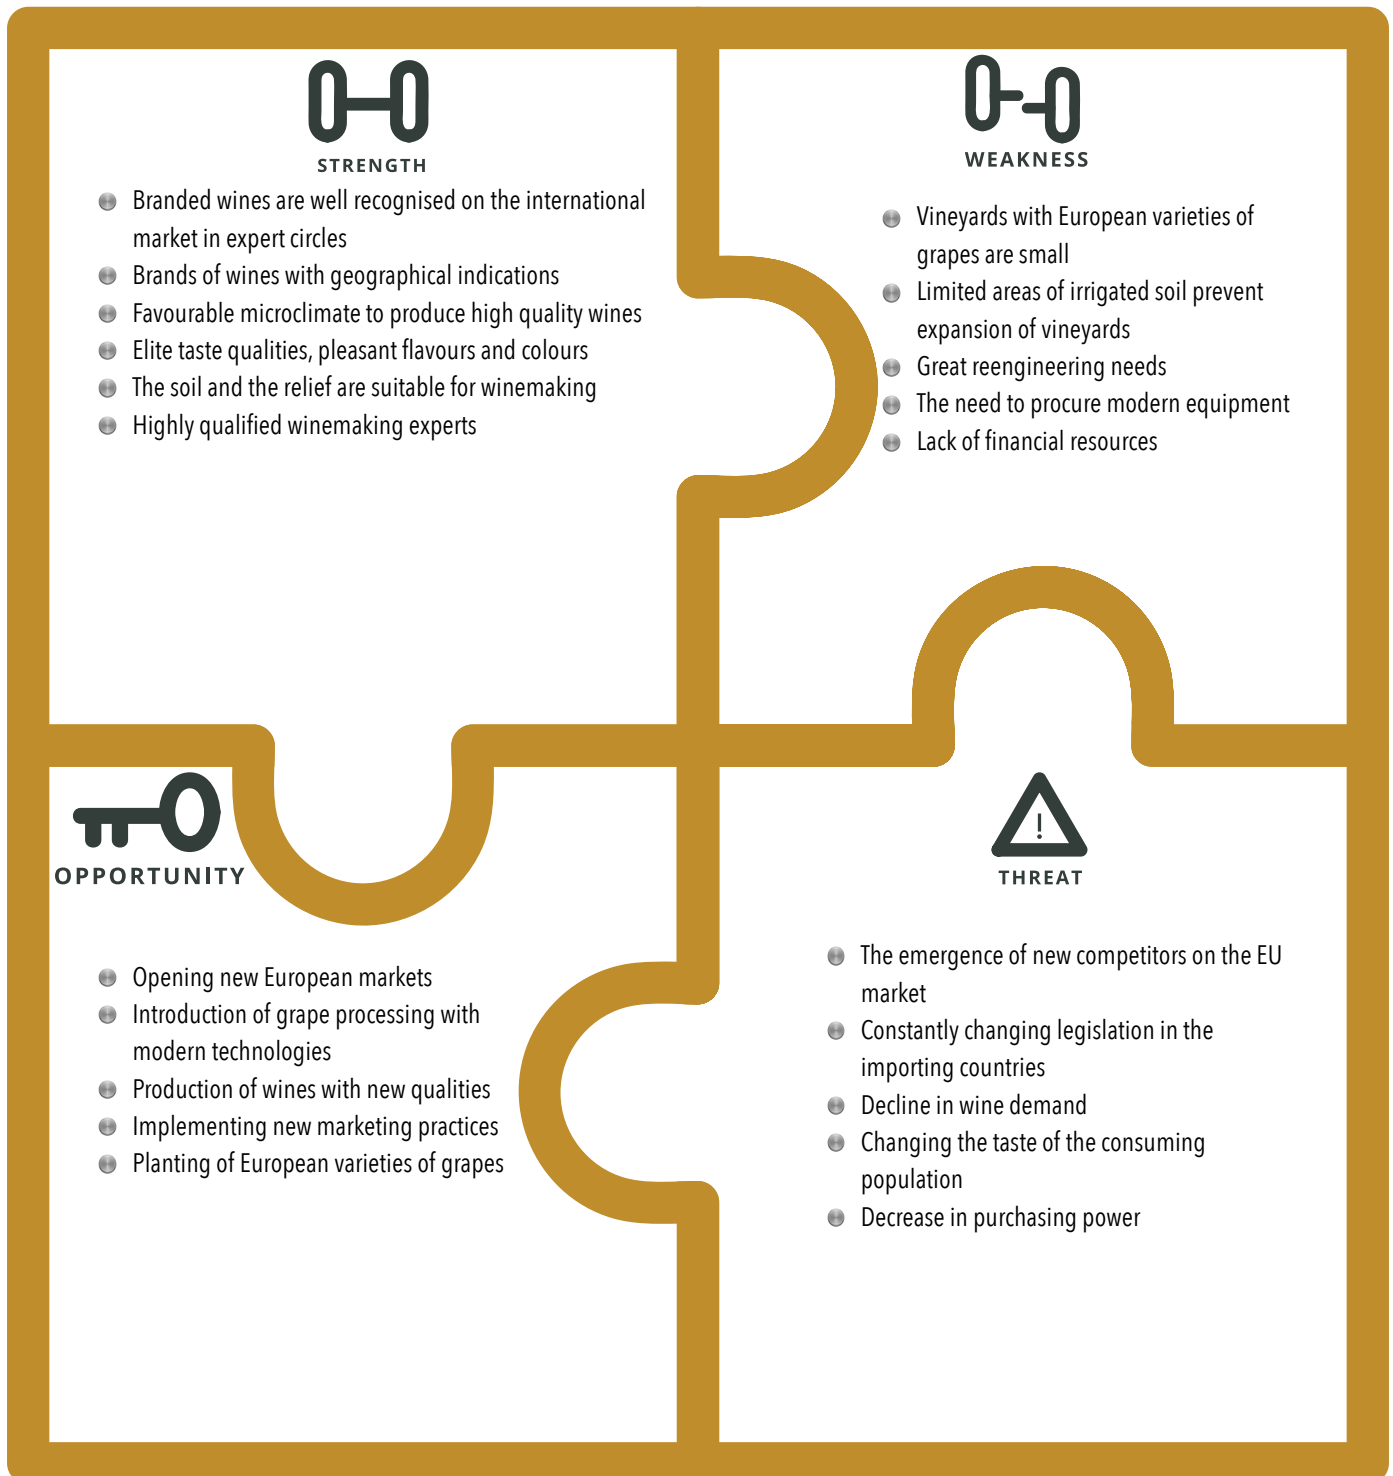 STRENGTH
Branded wines are well recognised on the international
market in expert circles
Brands of wines with geographical indications
Favourable microclimate to produce high quality wines
Elite taste qualities, pleasant flavours and colours
The soil and the relief are suitable for winemaking
Highly qualified winemaking experts
WEAKNESS
Vineyards with European varieties of
grapes are small
Limited areas of irrigated soil prevent
expansion of vineyards
Great reengineering needs
The need to procure modern equipment
Lack of financial resources
OPPORTUNITY
Opening new European markets
Introduction of grape processing with
modern technologies
Production of wines with new qualities
Implementing new marketing practices
Planting of European varieties of grapes
!
THREAT
The emergence of new competitors on the EU
market
Constantly changing legislation in the
importing countries
Decline in wine demand
Changing the taste of the consuming
population
Decrease in purchasing power